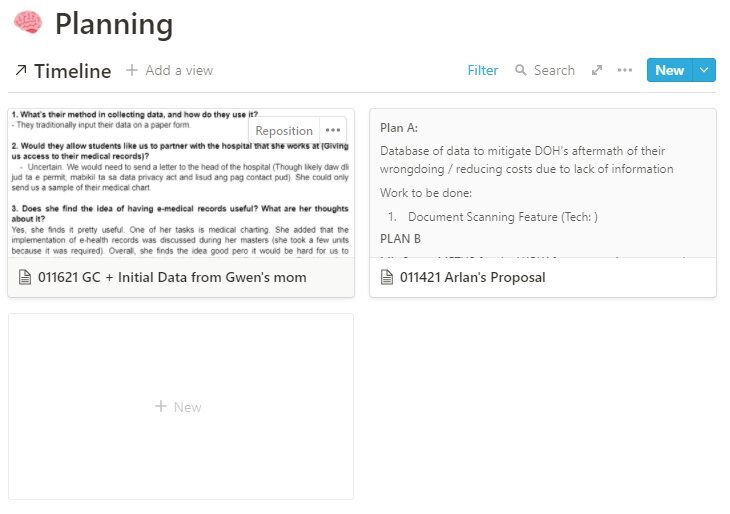 Planning
Timeline
Add a view
Filter
Search
New
1. What's their method in collecting data, and how do they use it?
- They traditionally input their data on a paper form.
Reposition
2. Would they allow students like us to partner with the hospital that she works at (Giving
us access to their medical records)?
- Uncertain. We would need to send a letter to the head of the hospital (Though likely daw dli
jud ta e permit, mabikil ta sa data privacy act and lisud ang pag contact pud). She could only
send us a sample of their medical chart.
3. Does she find the idea of having e-medical records useful? What are her thoughts
about it?
Yes, she finds it pretty useful. One of her tasks is medical charting. She added that the
implementation of e-health records was discussed during her masters (she took a few units
because it was required). Overall, she finds the idea good pero it would be hard for us to
011621 GC + Initial Data from Gwen's mom
Plan A:
Database of data to mitigate DOH's aftermath of their
wrongdoing / reducing costs due to lack of information
Work to be done:
1. Document Scanning Feature (Tech: )
PLAN B
011421 Arlan's Proposal
+ New